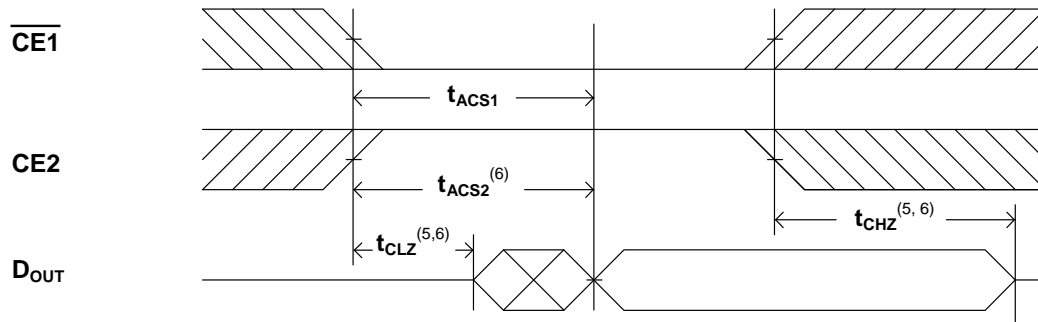 CE1
tACS1
CE2
tACS2(6)
tCHZ(5, 6)
tCLZ(5,6)
DOUT